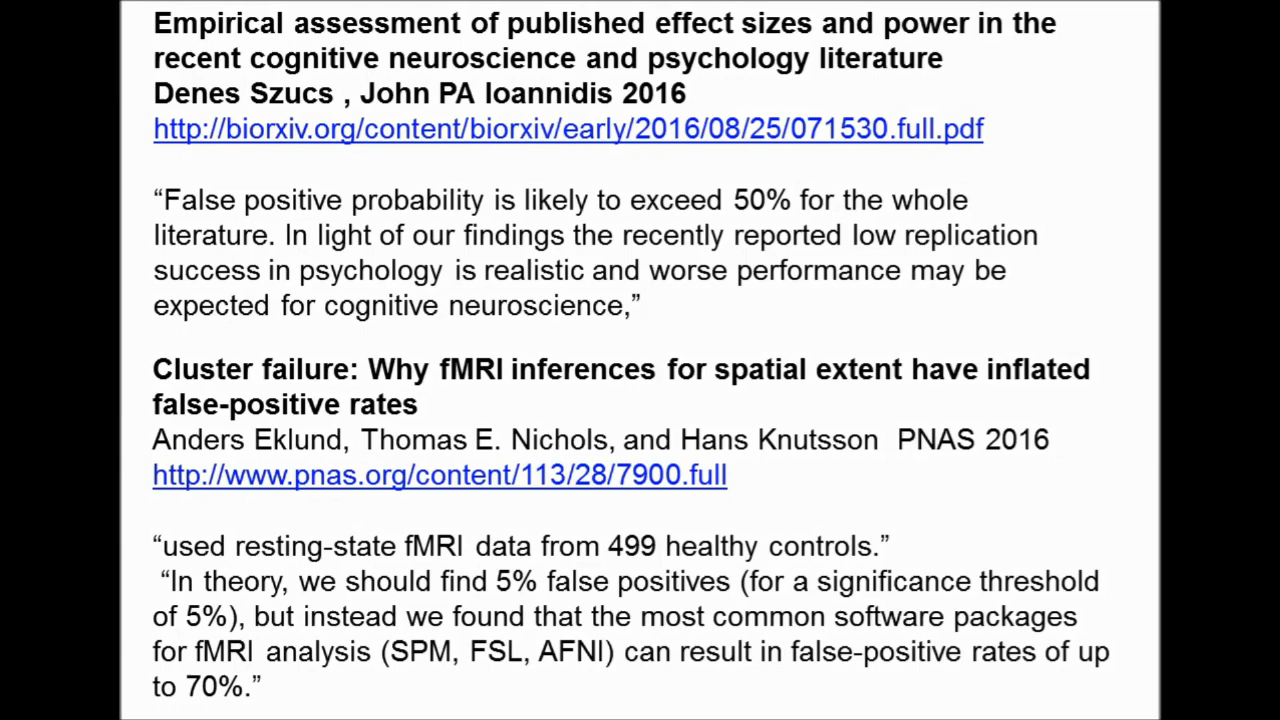 Empirical assessment of published effect sizes and power in the
recent cognitive neuroscience and psychology literature
Denes Szucs , John PA Ioannidis 2016
http://biorxiv.org/content/biorxiv/early/2016/08/25/071530.full.pdf
“False positive probability is likely to exceed 50% for the whole
literature. In light of our findings the recently reported low replication
success in psychology is realistic and worse performance may be
expected for cognitive neuroscience,”
Cluster failure: Why fMRI inferences for spatial extent have inflated
false-positive rates
Anders Eklund, Thomas E. Nichols, and Hans Knutsson PNAS 2016
http://www.pnas.org/content/113/28/7900.full
“used resting-state fMRI data from 499 healthy controls.”
“In theory, we should find 5% false positives (for a significance threshold
of 5%), but instead we found that the most common software packages
for fMRI analysis (SPM, FSL, AFNI) can result in false-positive rates of up
to 70%.”